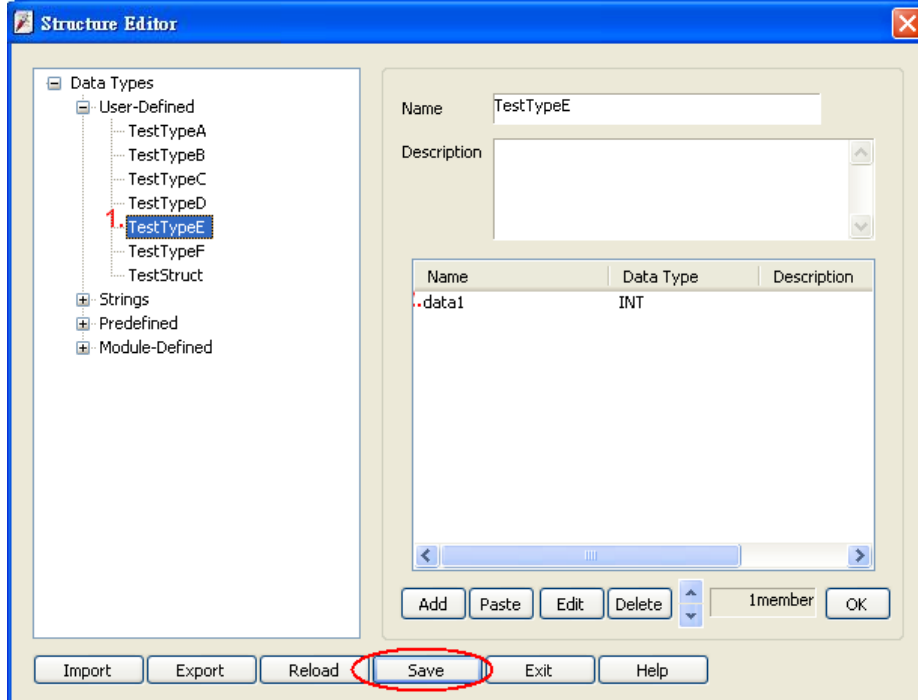 Structure Editor
Data Types
User-Defined
TestTypeA
TestTypeB
TestTypeC
TestTypeD
1. TestTypeE
TestTypeF
TestStruct
Strings
Predefined
Module-Defined
Name TestTypeE
Description
Name Data Type Description
data1 INT
Add Paste Edit Delete 1member OK
Import Export Reload Save Exit Help